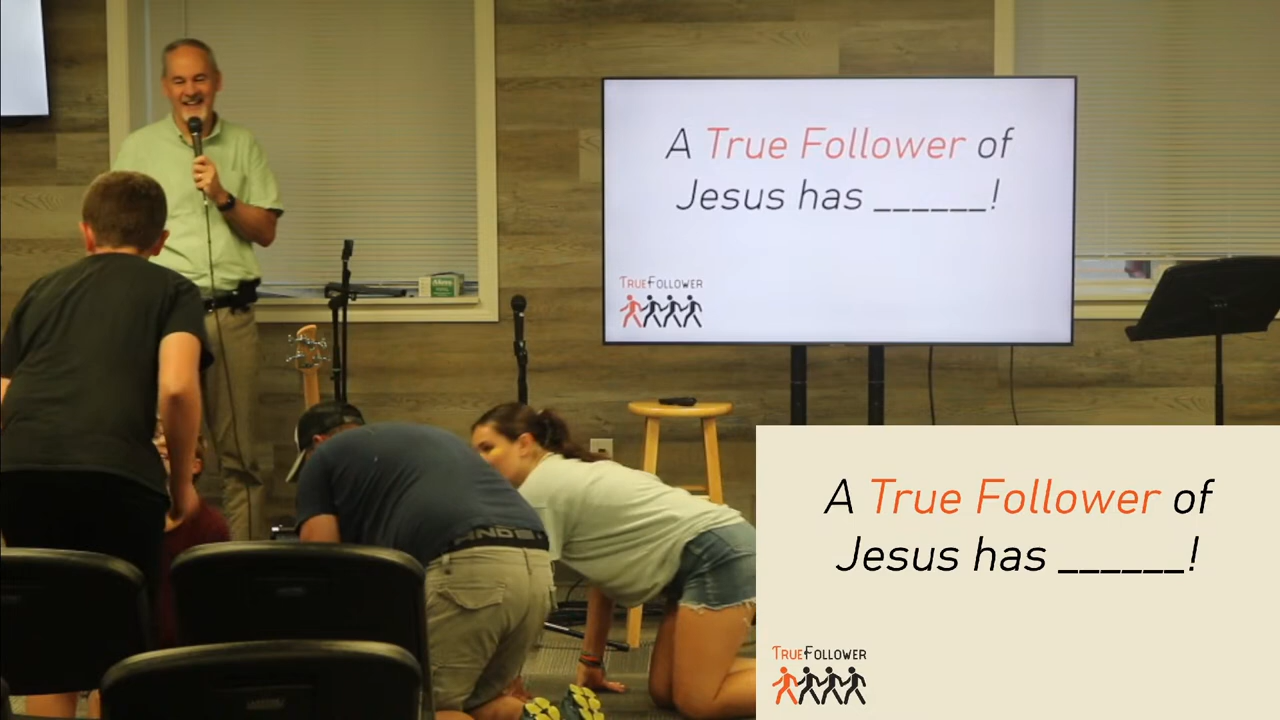 A True Follower of
Jesus has ______!
TRUEFOLLOWER
A True Follower of
Jesus has ______!
TRUEFOLLOWER